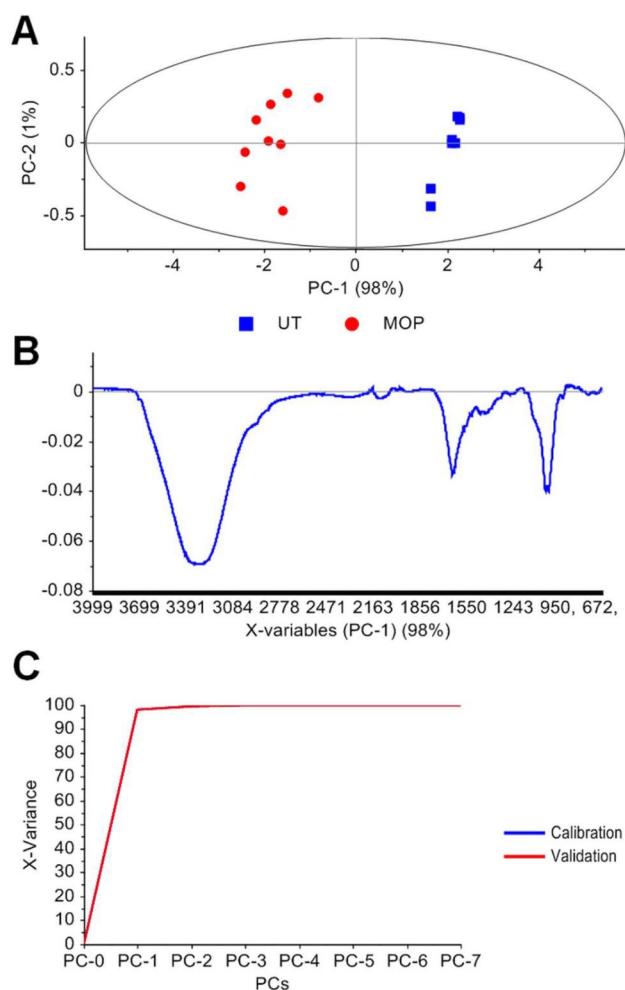 A
0.5
0
-0.5
PC-2 (1%)
-4 -2 0 2 4
PC-1 (98%)
UT MOP
B
0
-0.02
-0.04
-0.06
-0.08
3999 3699 3391 3084 2778 2471 2163 1856 1550 1243 950, 672,
X-variables (PC-1) (98%)
C
100
90
80
70
60
50
40
30
20
10
0
X-Variance
PC-0 PC-1 PC-2 PC-3 PC-4 PC-5 PC-6 PC-7
PCs
Calibration
Validation